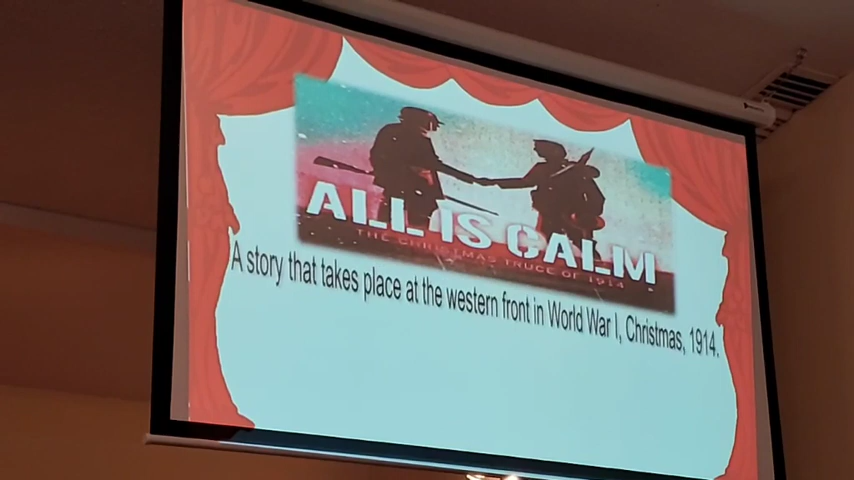 ALL IS CALM
THE CHRISTMAS TRUCE OF 1914
A story that takes place at the western front in World War I, Christmas, 1914.